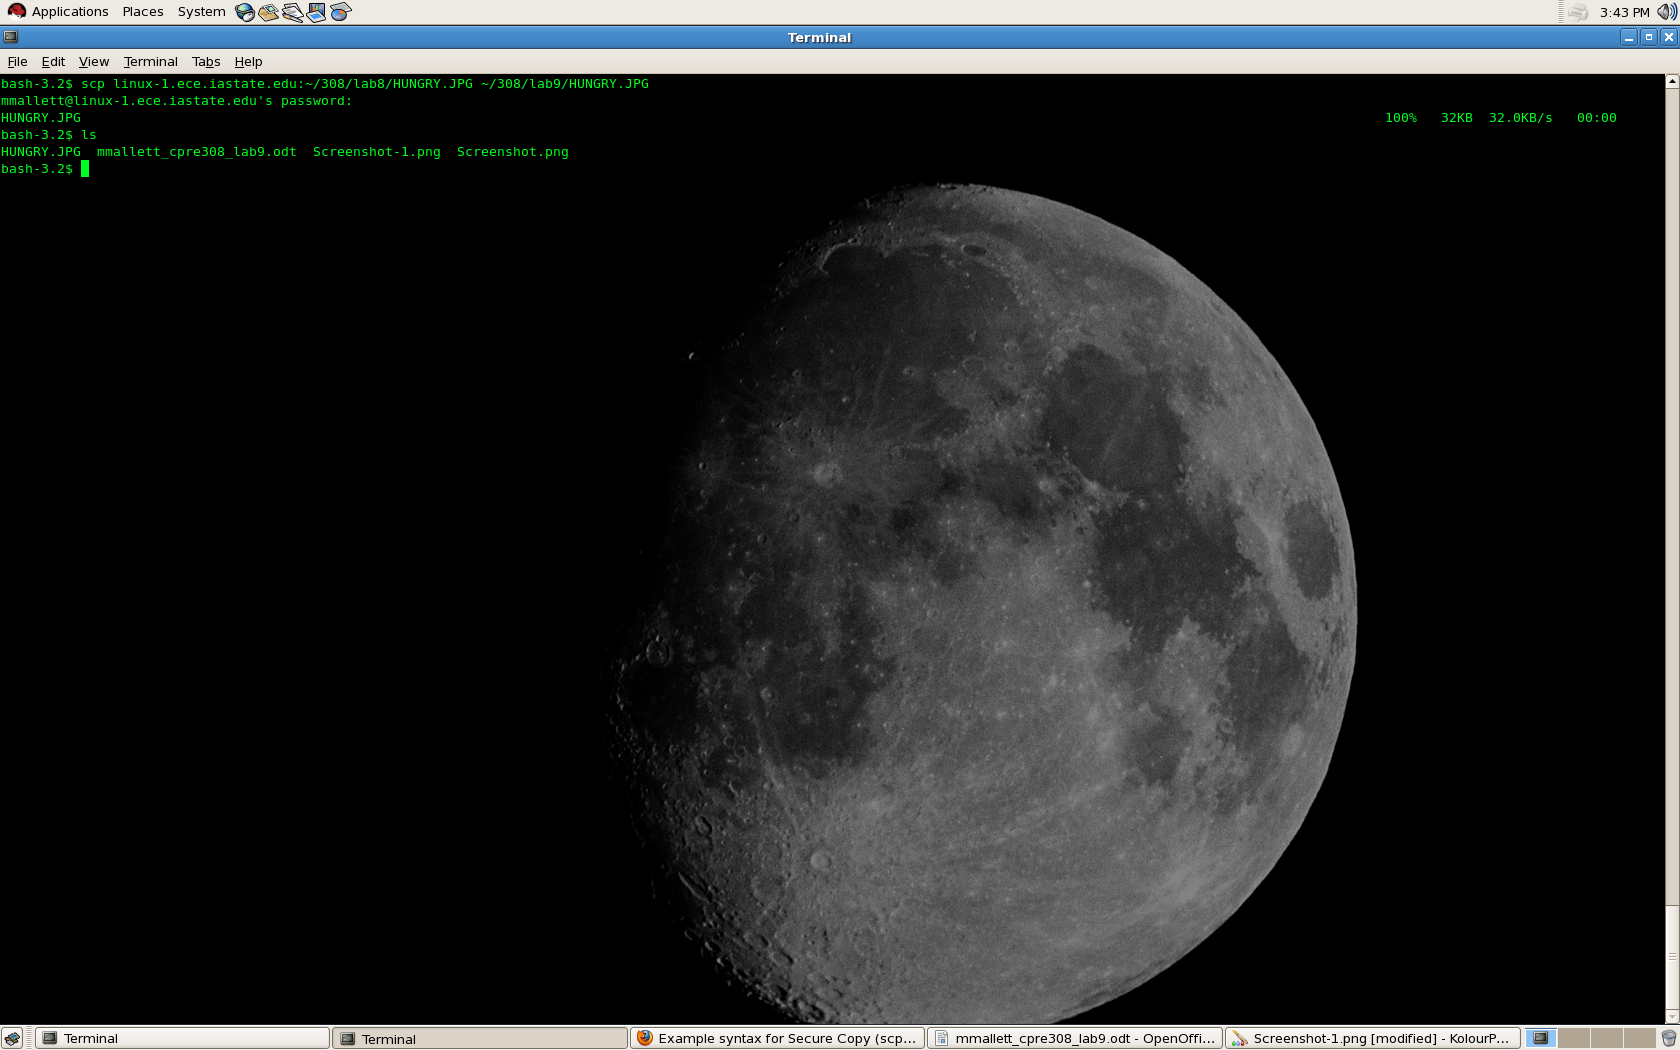 Applications Places System 3:43 PM
Terminal
File Edit View Terminal Tabs Help
bash-3.2$ scp linux-1.ece.iastate.edu:~/308/lab8/HUNGRY.JPG ~/308/lab9/HUNGRY.JPG
mmallett@linux-1.ece.iastate.edu's password:
HUNGRY.JPG 100% 32KB 32.0KB/s 00:00
bash-3.2$ ls
HUNGRY.JPG mmallett_cpre308_lab9.odt Screenshot-1.png Screenshot.png
bash-3.2$
Terminal Terminal Example syntax for Secure Copy (scp... mmallett_cpre308_lab9.odt - OpenOffi... Screenshot-1.png [modified] - KolourP...